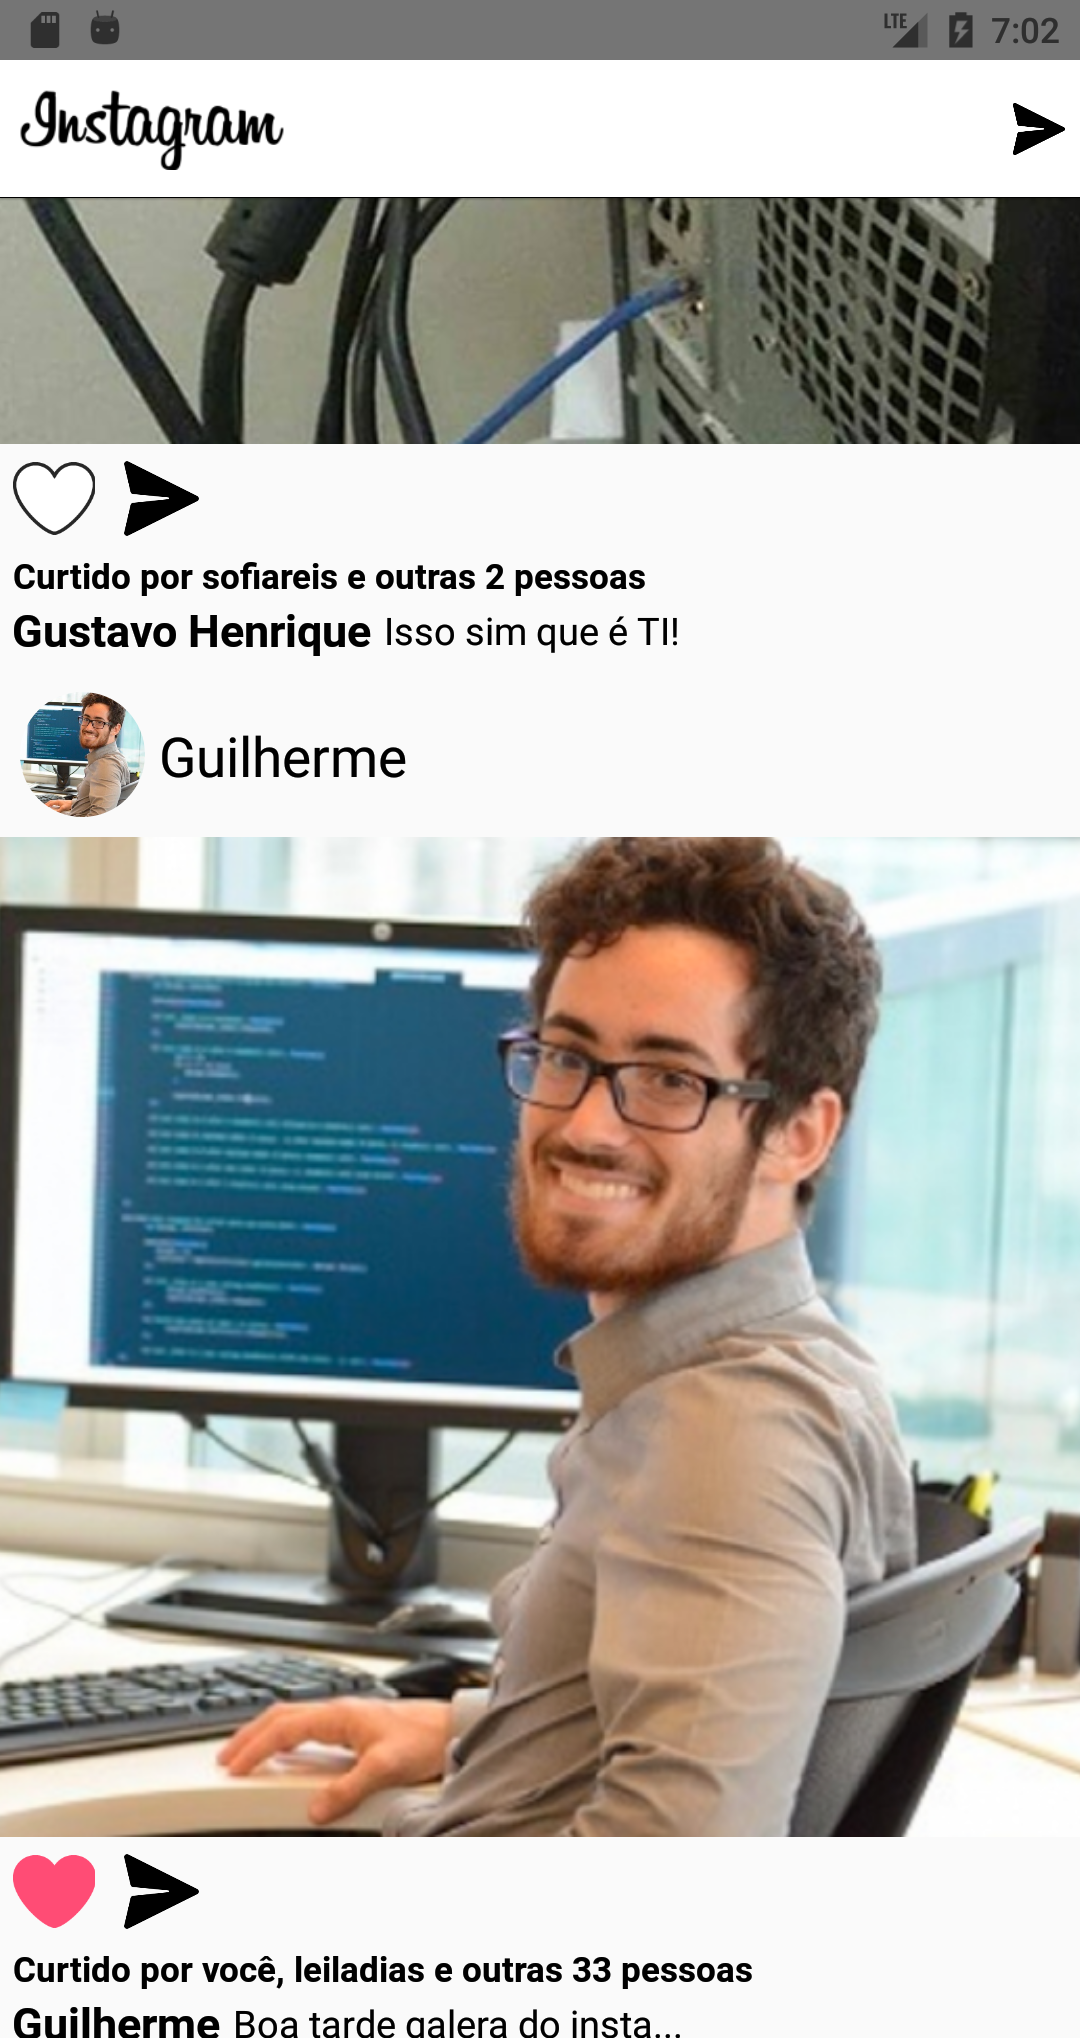 LTE 7:02
Instagram
Curtido por sofiareis e outras 2 pessoas
Gustavo Henrique Isso sim que é TI!
Guilherme
Curtido por você, leiladias e outras 33 pessoas
Guilherme Boa tarde galera do insta...